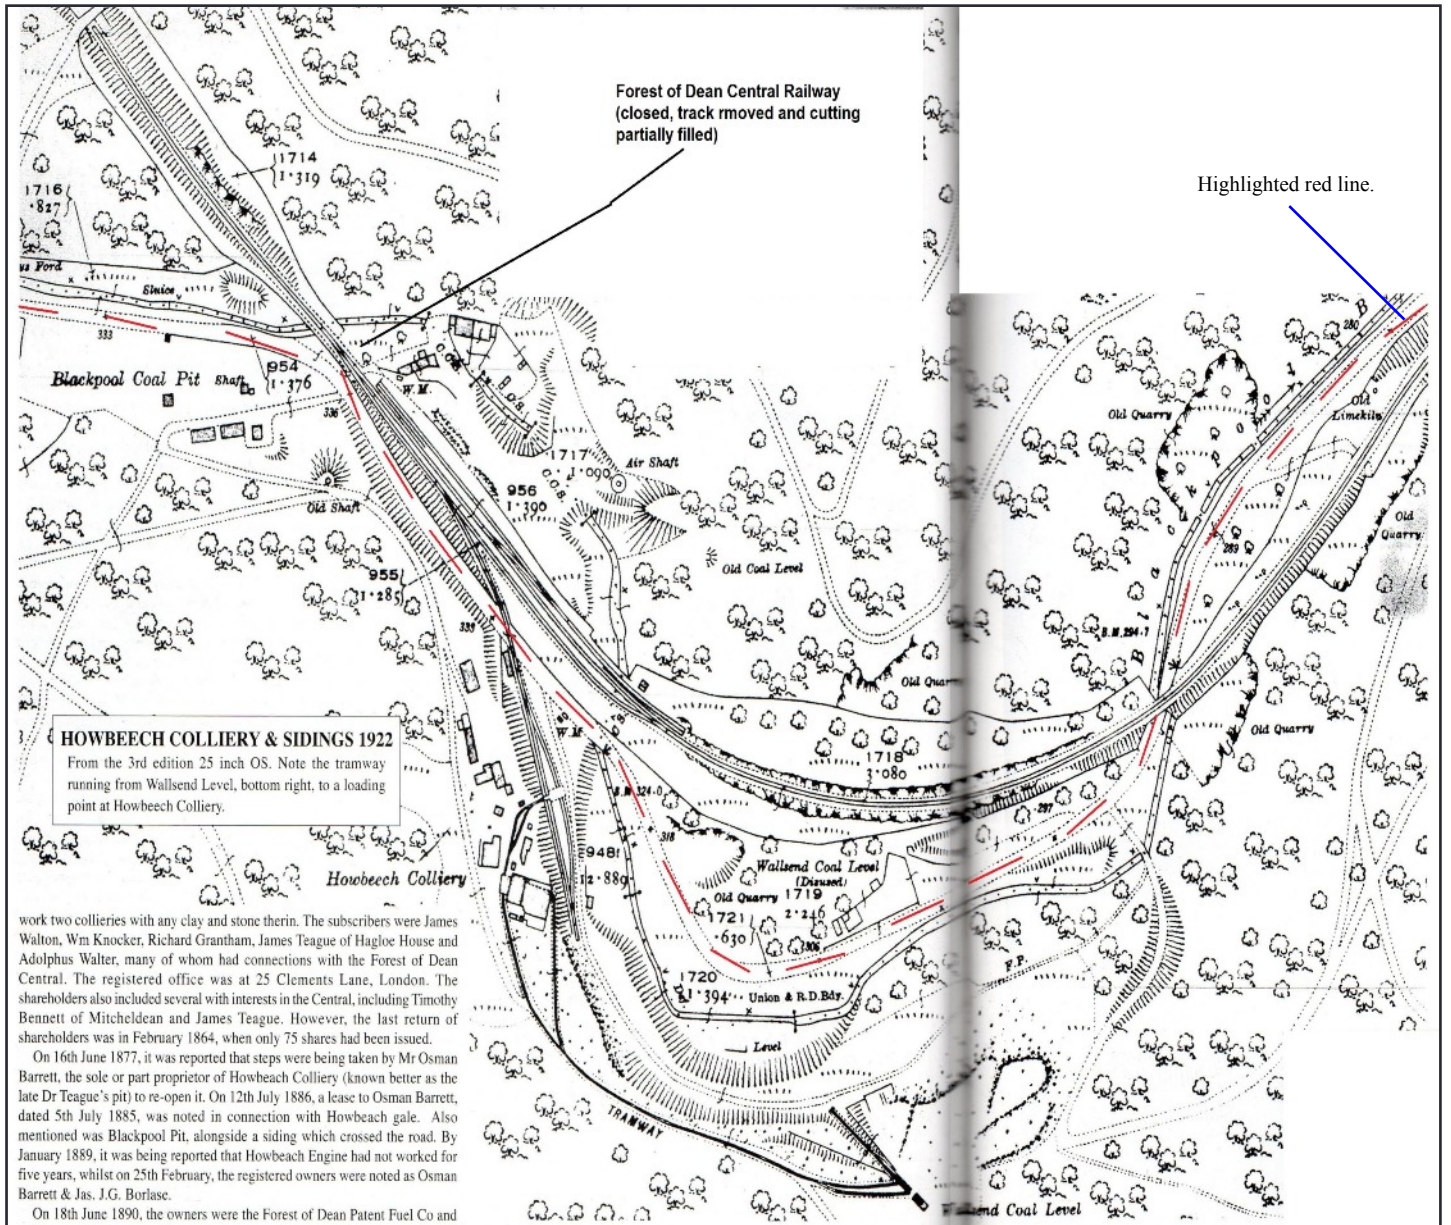 Forest of Dean Central Railway
(closed, track rmoved and cutting
partially filled)
Highlighted red line.
1714
1·319
1716
·827
us Ford
Sluice
333
954
1·376
Blackpool Coal Pit
Shaft
336
W.M.
Old Shaft
1717
1·090
Air Shaft
956
1·390
Old Coal Level
955
1·285
335
B
280
Old Quarry
Old
Limekiln
Old
Quarry
289
B.M.294·7
B
Old Quar
Old Quarry
HOWBEECH COLLIERY & SIDINGS 1922
From the 3rd edition 25 inch OS. Note the tramway
running from Wallsend Level, bottom right, to a loading
point at Howbeech Colliery.
W.M.
1718
3·080
B.M.324·0
318
297
948
12·889
Howbeech Colliery
Wallsend Coal Level
(Disused)
Old Quarry
1719
2·246
1721
·630
306
F.P.
1720
1·394
Union & R.D.Bdy.
Level
TRAMWAY
Wallsend Coal Level
work two collieries with any clay and stone therin. The subscribers were James
Walton, Wm Knocker, Richard Grantham, James Teague of Hagloe House and
Adolphus Walter, many of whom had connections with the Forest of Dean
Central. The registered office was at 25 Clements Lane, London. The
shareholders also included several with interests in the Central, including Timothy
Bennett of Mitcheldean and James Teague. However, the last return of
shareholders was in February 1864, when only 75 shares had been issued.
On 16th June 1877, it was reported that steps were being taken by Mr Osman
Barrett, the sole or part proprietor of Howbeach Colliery (known better as the
late Dr Teague's pit) to re-open it. On 12th July 1886, a lease to Osman Barrett,
dated 5th July 1885, was noted in connection with Howbeach gale. Also
mentioned was Blackpool Pit, alongside a siding which crossed the road. By
January 1889, it was being reported that Howbeach Engine had not worked for
five years, whilst on 25th February, the registered owners were noted as Osman
Barrett & Jas. J.G. Borlase.
On 18th June 1890, the owners were the Forest of Dean Patent Fuel Co and